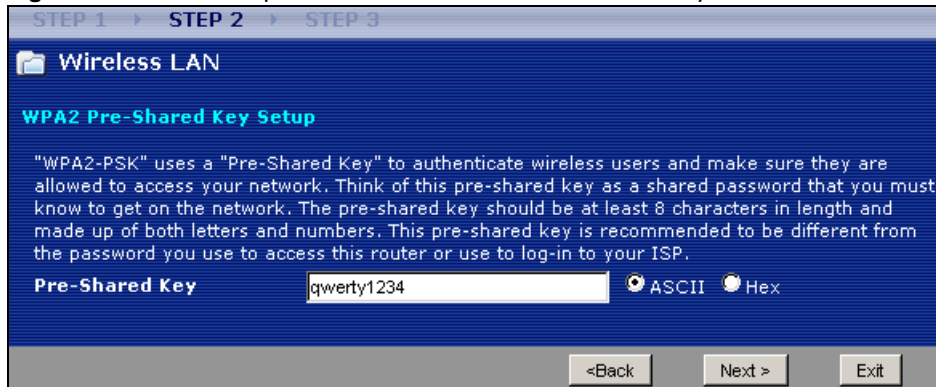 STEP 1 STEP 2 STEP 3
Wireless LAN
WPA2 Pre-Shared Key Setup
"WPA2-PSK" uses a "Pre-Shared Key" to authenticate wireless users and make sure they are
allowed to access your network. Think of this pre-shared key as a shared password that you must
know to get on the network. The pre-shared key should be at least 8 characters in length and
made up of both letters and numbers. This pre-shared key is recommended to be different from
the password you use to access this router or use to log-in to your ISP.
Pre-Shared Key qwerty1234 ASCII Hex
<Back Next > Exit